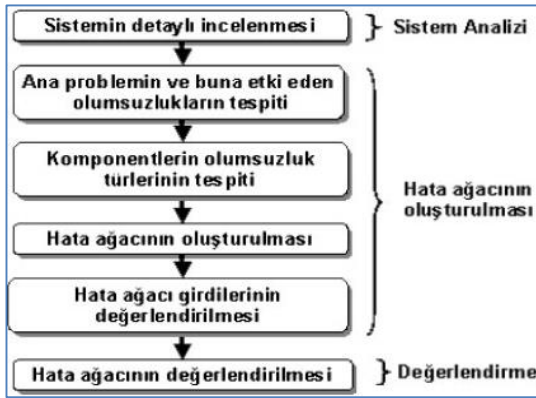 Sistemin detaylı incelenmesi
Sistem Analizi
Ana problemin ve buna etki eden
olumsuzlukların tespiti
Komponentlerin olumsuzluk
türlerinin tespiti
Hata ağacının
oluşturulması
Hata ağacının oluşturulması
Hata ağacı girdilerinin
değerlendirilmesi
Hata ağacının değerlendirilmesi
Değerlendirme